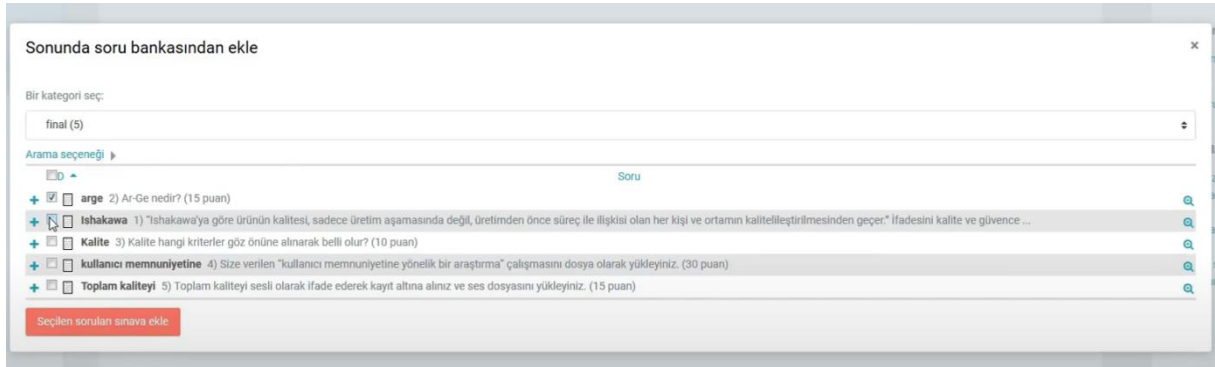 Sonunda soru bankasından ekle
×
Bir kategori seç:
final (5)
Arama seçeneği
D Soru
arge 2) Ar-Ge nedir? (15 puan)
Ishakawa 1) "Ishakawa'ya göre ürünün kalitesi, sadece üretim aşamasında değil, üretimden önce süreç ile ilişkisi olan her kişi ve ortamın kalitelileştirilmesinden geçer." İfadesini kalite ve güvence ...
Kalite 3) Kalite hangi kriterler göz önüne alınarak belli olur? (10 puan)
kullanıcı memnuniyetine 4) Size verilen "kullanıcı memnuniyetine yönelik bir araştırma" çalışmasını dosya olarak yükleyiniz. (30 puan)
Toplam kaliteyi 5) Toplam kaliteyi sesli olarak ifade ederek kayıt altına alınız ve ses dosyasını yükleyiniz. (15 puan)
Seçilen soruları sınava ekle